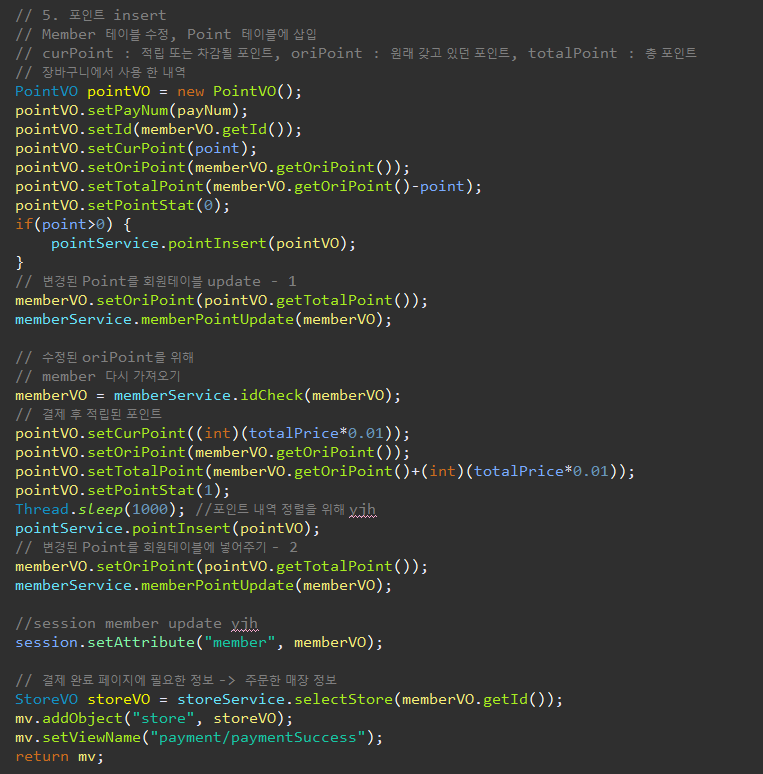 // 5. 포인트 insert
// Member 테이블 수정, Point 테이블에 삽입
// curPoint : 적립 또는 차감될 포인트, oriPoint : 원래 갖고 있던 포인트, totalPoint : 총 포인트
// 장바구니에서 사용 한 내역
PointVO pointVO = new PointVO();
pointVO.setPayNum(payNum);
pointVO.setId(memberVO.getId());
pointVO.setCurPoint(point);
pointVO.setOriPoint(memberVO.getOriPoint());
pointVO.setTotalPoint(memberVO.getOriPoint()-point);
pointVO.setPointStat(0);
if(point>0) {
    pointService.pointInsert(pointVO);
}
// 변경된 Point를 회원테이블 update - 1
memberVO.setOriPoint(pointVO.getTotalPoint());
memberService.memberPointUpdate(memberVO);

// 수정된 oriPoint를 위해
// member 다시 가져오기
memberVO = memberService.idCheck(memberVO);
// 결제 후 적립된 포인트
pointVO.setCurPoint((int)(totalPrice*0.01));
pointVO.setOriPoint(memberVO.getOriPoint());
pointVO.setTotalPoint(memberVO.getOriPoint()+(int)(totalPrice*0.01));
pointVO.setPointStat(1);
Thread.sleep(1000); //포인트 내역 정렬을 위해 yjh
pointService.pointInsert(pointVO);
// 변경된 Point를 회원테이블에 넣어주기 - 2
memberVO.setOriPoint(pointVO.getTotalPoint());
memberService.memberPointUpdate(memberVO);

//session member update yjh
session.setAttribute("member", memberVO);

// 결제 완료 페이지에 필요한 정보 -> 주문한 매장 정보
StoreVO storeVO = storeService.selectStore(memberVO.getId());
mv.addObject("store", storeVO);
mv.setViewName("payment/paymentSuccess");
return mv;